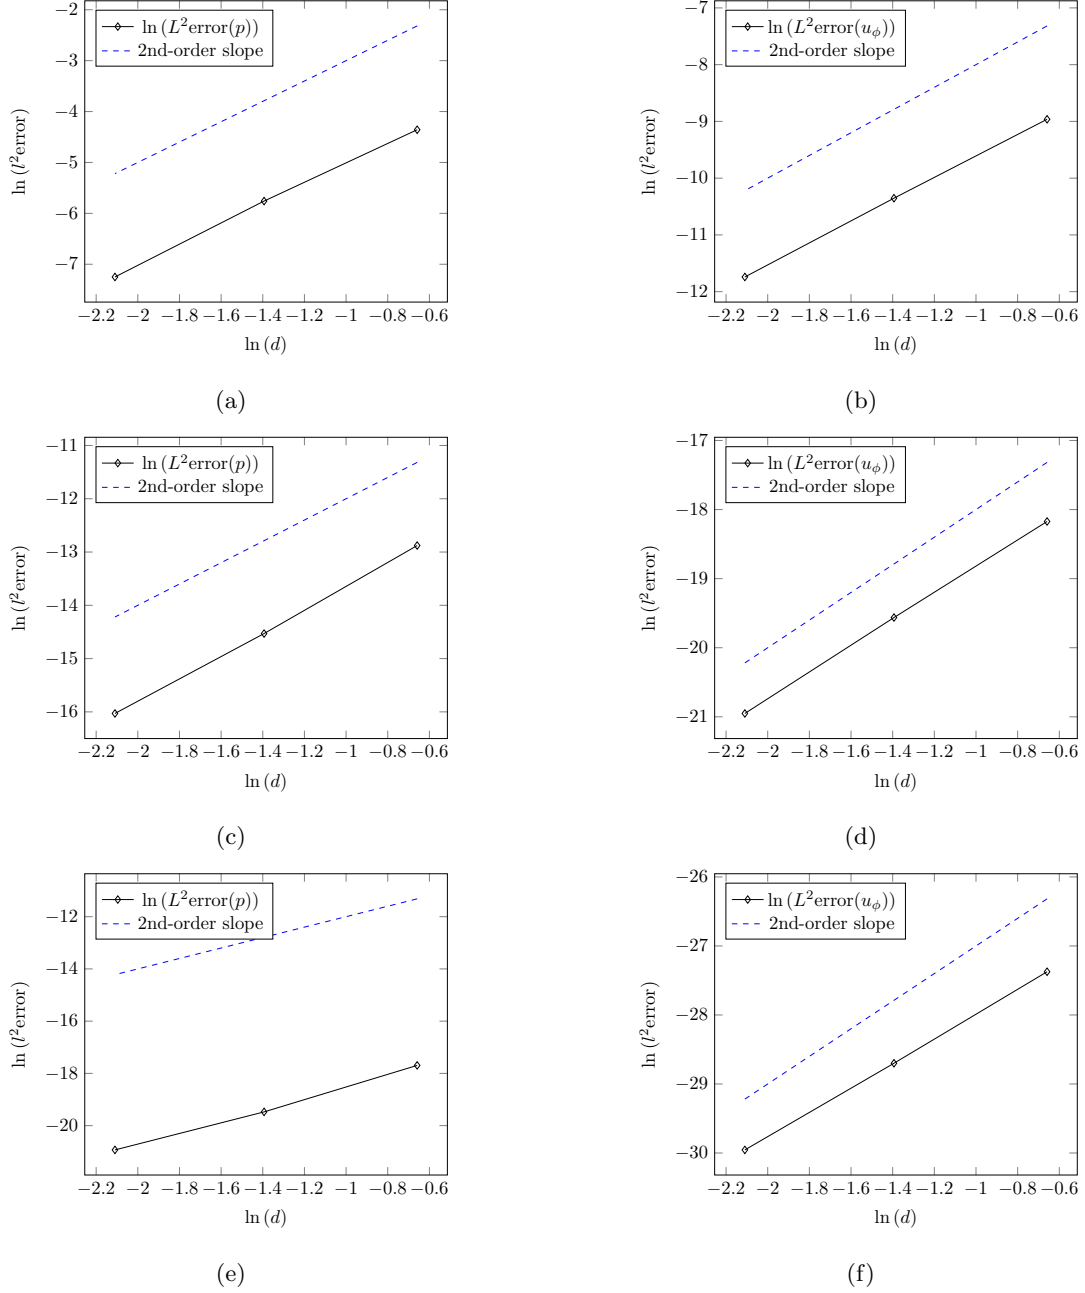 −2
−3
−4
−5
−6
−7
ln (l²error)
ln (L²error(p))
2nd-order slope
−2.2 −2 −1.8 −1.6 −1.4 −1.2 −1 −0.8 −0.6
ln (d)
(a)
−7
−8
−9
−10
−11
−12
ln (l²error)
ln (L²error(u_ϕ))
2nd-order slope
−2.2 −2 −1.8 −1.6 −1.4 −1.2 −1 −0.8 −0.6
ln (d)
(b)
−11
−12
−13
−14
−15
−16
ln (l²error)
ln (L²error(p))
2nd-order slope
−2.2 −2 −1.8 −1.6 −1.4 −1.2 −1 −0.8 −0.6
ln (d)
(c)
−17
−18
−19
−20
−21
ln (l²error)
ln (L²error(u_ϕ))
2nd-order slope
−2.2 −2 −1.8 −1.6 −1.4 −1.2 −1 −0.8 −0.6
ln (d)
(d)
−12
−14
−16
−18
−20
ln (l²error)
ln (L²error(p))
2nd-order slope
−2.2 −2 −1.8 −1.6 −1.4 −1.2 −1 −0.8 −0.6
ln (d)
(e)
−26
−27
−28
−29
−30
ln (l²error)
ln (L²error(u_ϕ))
2nd-order slope
−2.2 −2 −1.8 −1.6 −1.4 −1.2 −1 −0.8 −0.6
ln (d)
(f)